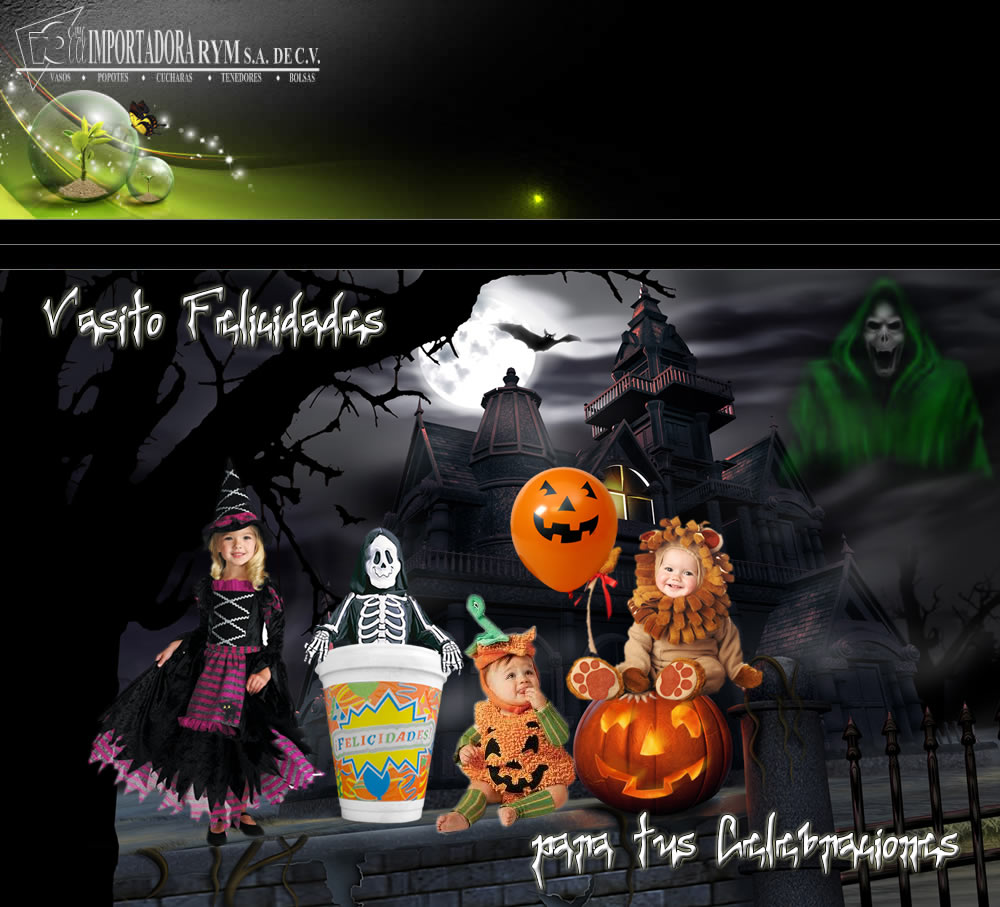 IMPORTADORA RYM S.A. DE C.V.
VASOS ♦ POPOTES ♦ CUCHARAS ♦ TENEDORES ♦ BOLSAS
Vasito Felicidades
FELICIDADES
para tus Celebraciones